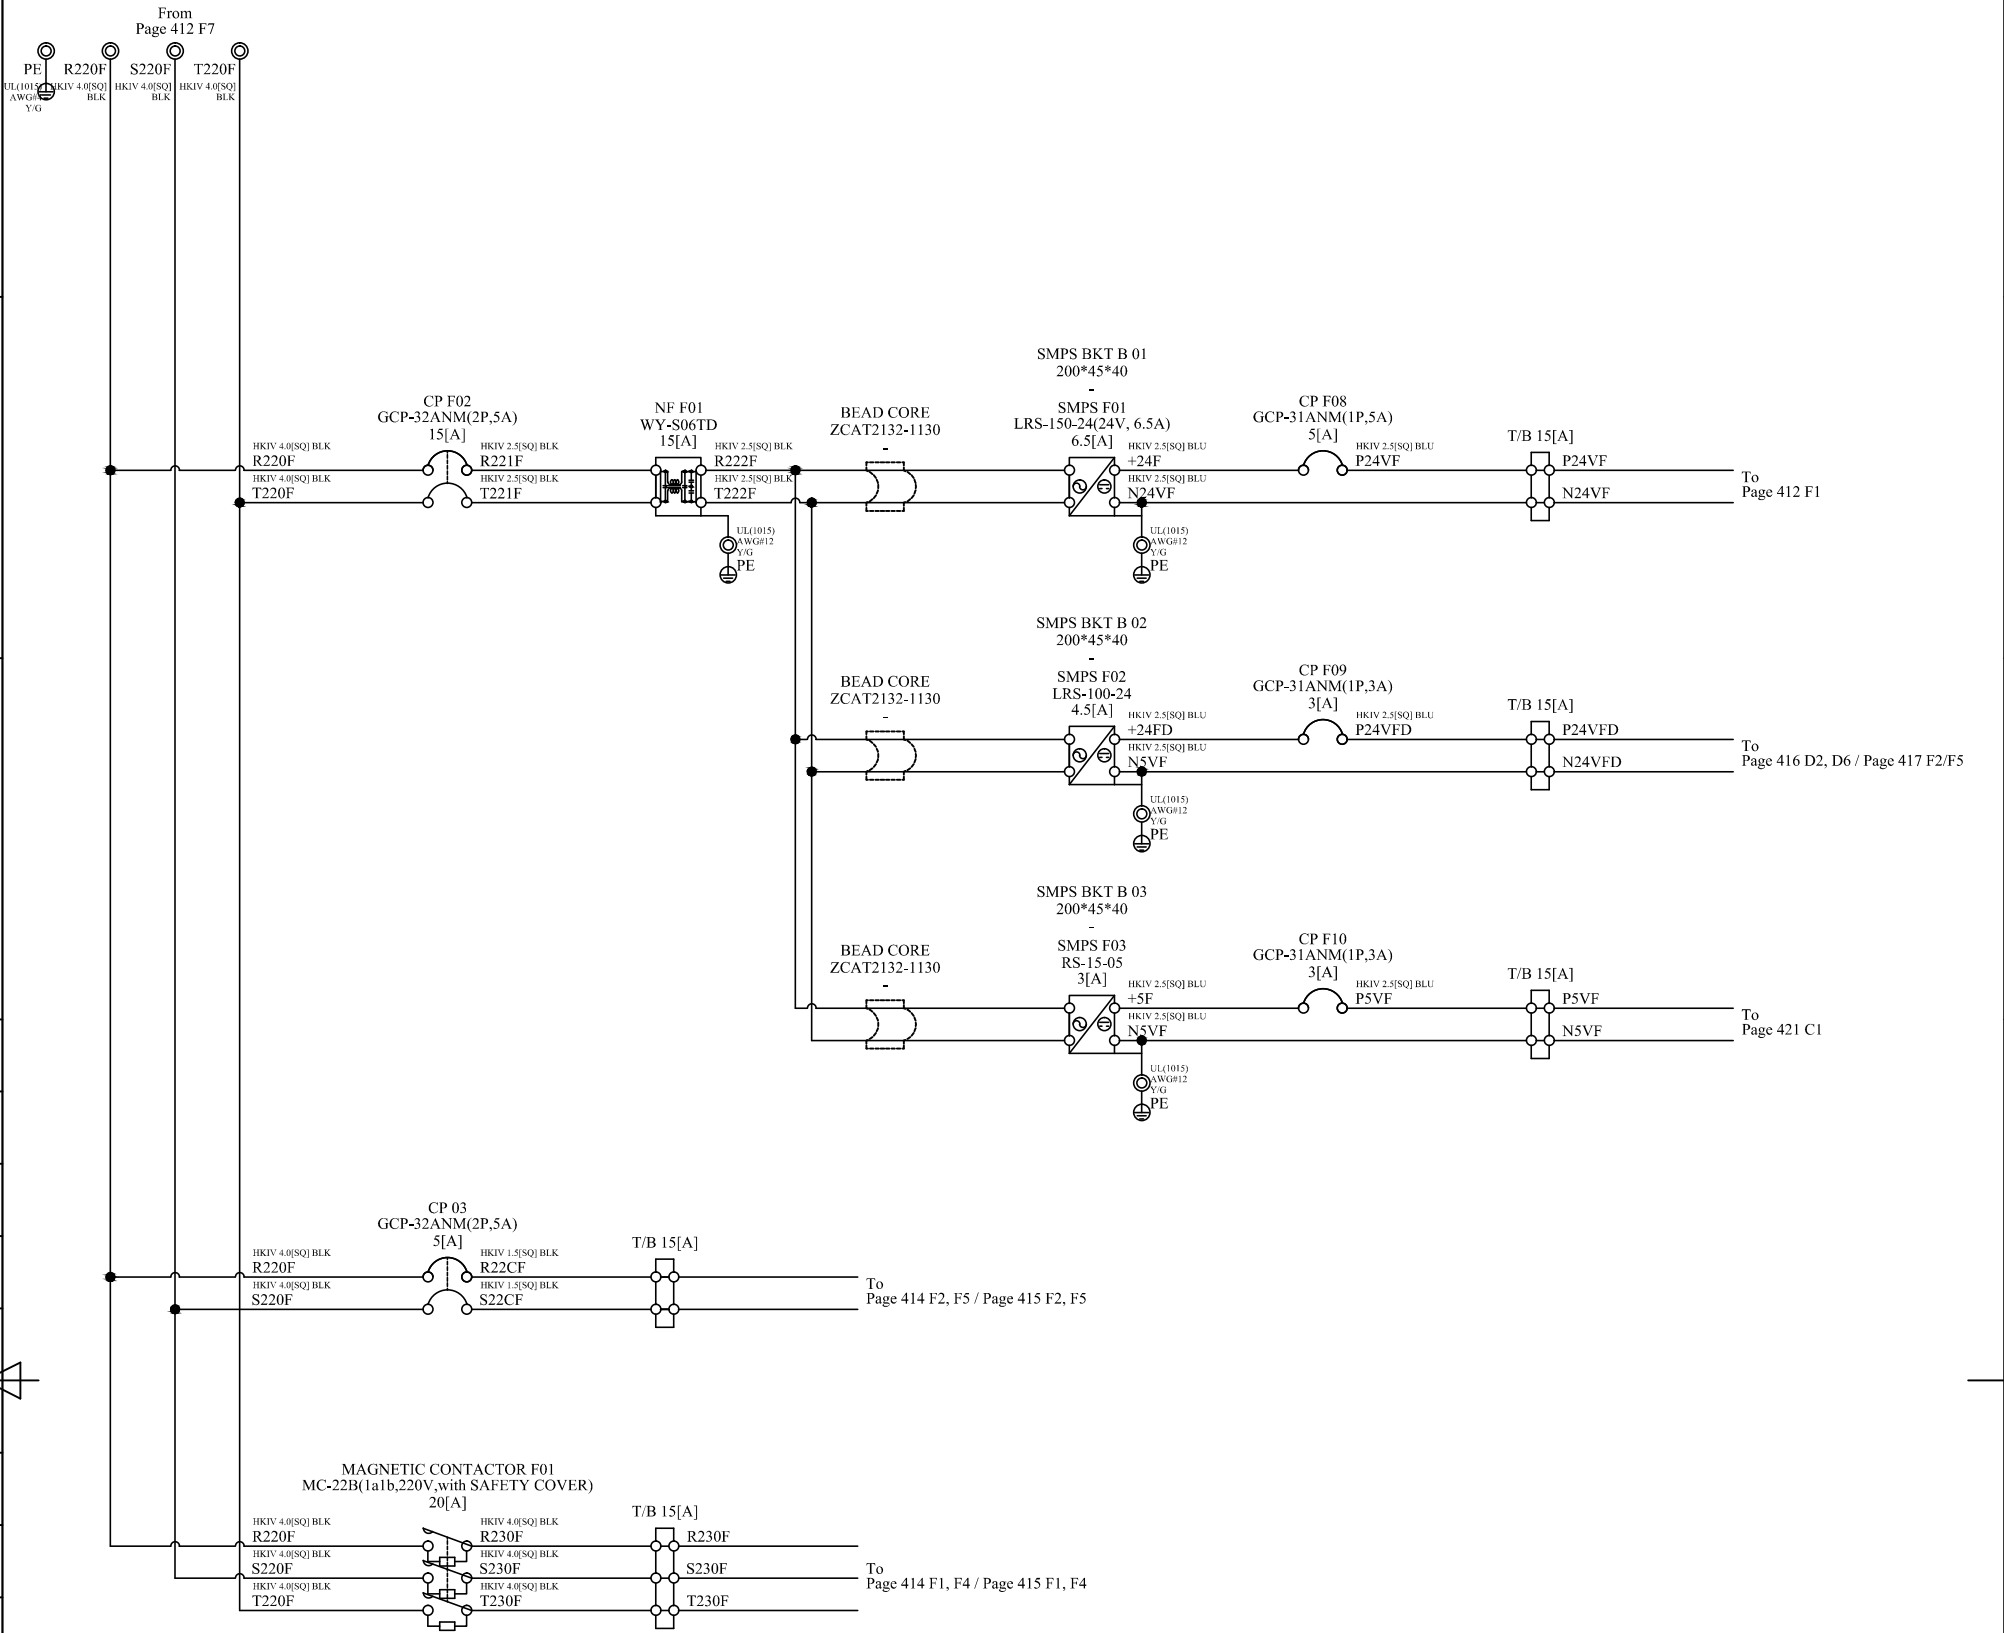 From
Page 412 F7
PE
R220F
S220F
T220F
UL(1015)
AWG#4
Y/G
HKIV 4.0[SQ]
BLK
HKIV 4.0[SQ]
BLK
HKIV 4.0[SQ]
BLK
SMPS BKT B 01
200*45*40
-
CP F02
GCP-32ANM(2P,5A)
15[A]
NF F01
WY-S06TD
15[A]
BEAD CORE
ZCAT2132-1130
-
SMPS F01
LRS-150-24(24V, 6.5A)
6.5[A]
CP F08
GCP-31ANM(1P,5A)
5[A]
T/B 15[A]
HKIV 4.0[SQ] BLK
R220F
HKIV 2.5[SQ] BLK
R221F
HKIV 2.5[SQ] BLK
R222F
HKIV 2.5[SQ] BLU
+24F
HKIV 2.5[SQ] BLU
P24VF
P24VF
HKIV 4.0[SQ] BLK
T220F
HKIV 2.5[SQ] BLK
T221F
HKIV 2.5[SQ] BLK
T222F
HKIV 2.5[SQ] BLU
N24VF
N24VF
To
Page 412 F1
UL(1015)
AWG#12
Y/G
PE
UL(1015)
AWG#12
Y/G
PE
SMPS BKT B 02
200*45*40
-
BEAD CORE
ZCAT2132-1130
-
SMPS F02
LRS-100-24
4.5[A]
CP F09
GCP-31ANM(1P,3A)
3[A]
T/B 15[A]
HKIV 2.5[SQ] BLU
+24FD
HKIV 2.5[SQ] BLU
P24VFD
P24VFD
HKIV 2.5[SQ] BLU
N5VF
N24VFD
To
Page 416 D2, D6 / Page 417 F2/F5
UL(1015)
AWG#12
Y/G
PE
SMPS BKT B 03
200*45*40
-
BEAD CORE
ZCAT2132-1130
-
SMPS F03
RS-15-05
3[A]
CP F10
GCP-31ANM(1P,3A)
3[A]
T/B 15[A]
HKIV 2.5[SQ] BLU
+5F
HKIV 2.5[SQ] BLU
P5VF
P5VF
HKIV 2.5[SQ] BLU
N5VF
N5VF
To
Page 421 C1
UL(1015)
AWG#12
Y/G
PE
CP 03
GCP-32ANM(2P,5A)
5[A]
T/B 15[A]
HKIV 4.0[SQ] BLK
R220F
HKIV 1.5[SQ] BLK
R22CF
HKIV 4.0[SQ] BLK
S220F
HKIV 1.5[SQ] BLK
S22CF
To
Page 414 F2, F5 / Page 415 F2, F5
MAGNETIC CONTACTOR F01
MC-22B(1a1b,220V,with SAFETY COVER)
20[A]
T/B 15[A]
HKIV 4.0[SQ] BLK
R220F
HKIV 4.0[SQ] BLK
R230F
R230F
HKIV 4.0[SQ] BLK
S220F
HKIV 4.0[SQ] BLK
S230F
S230F
HKIV 4.0[SQ] BLK
T220F
HKIV 4.0[SQ] BLK
T230F
T230F
To
Page 414 F1, F4 / Page 415 F1, F4